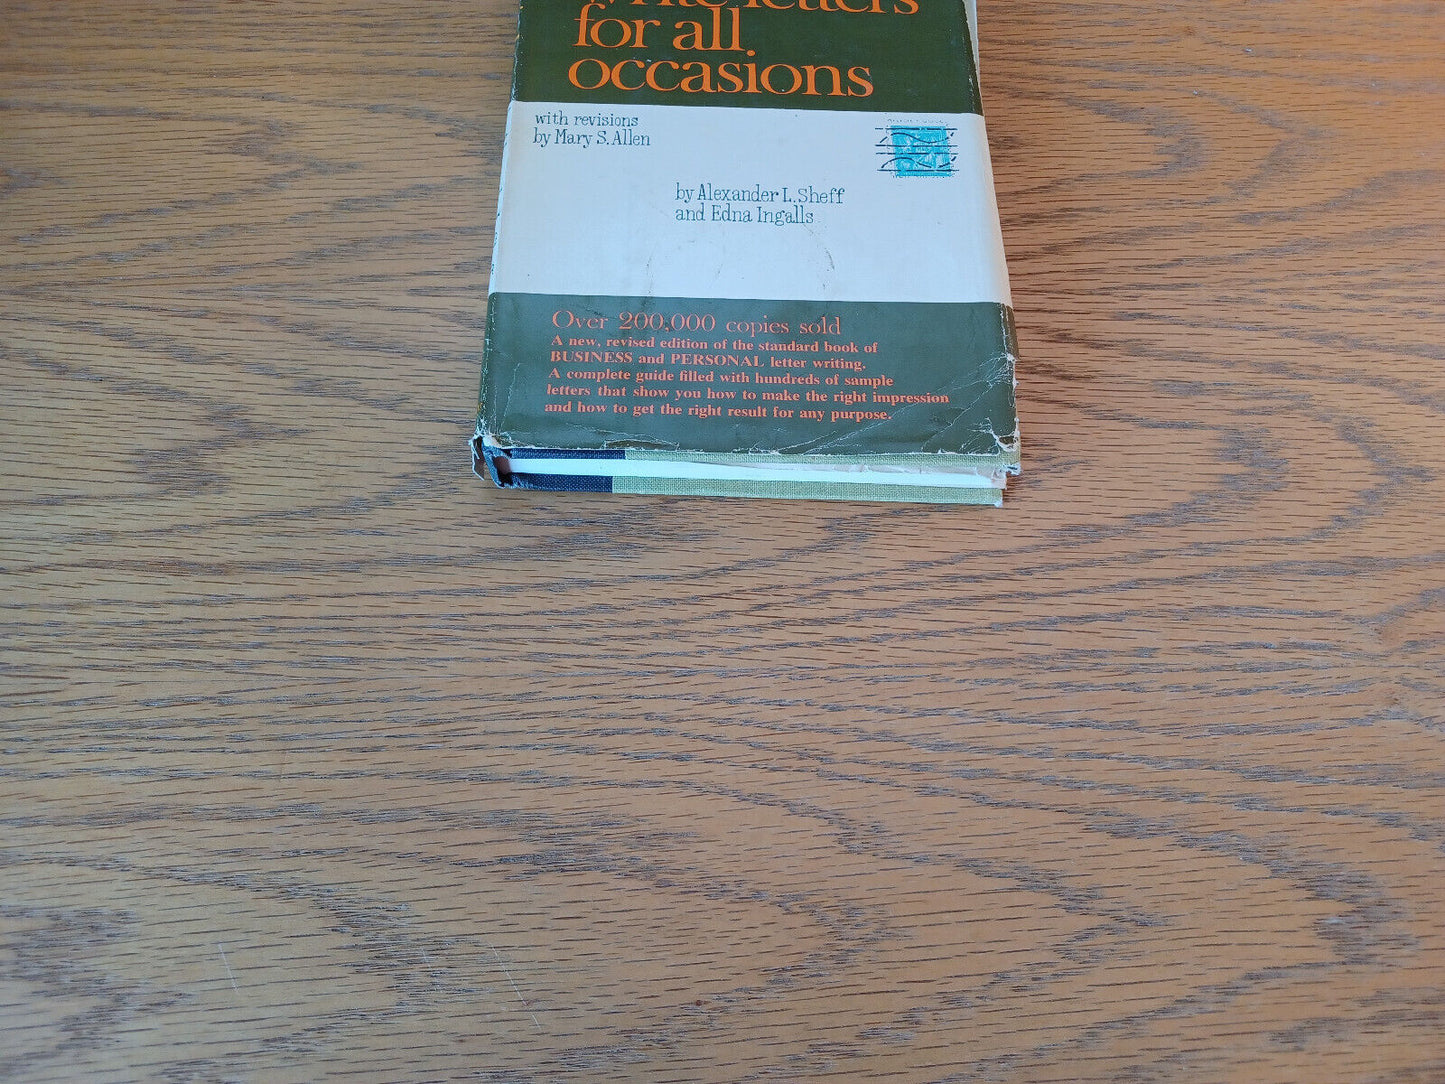 write letters
for all
occasions
with revisions
by Mary S. Allen
by Alexander L. Sheff
and Edna Ingalls
Over 200,000 copies sold
A new, revised edition of the standard book of
BUSINESS and PERSONAL letter writing.
A complete guide filled with hundreds of sample
letters that show you how to make the right impression
and how to get the right result for any purpose.